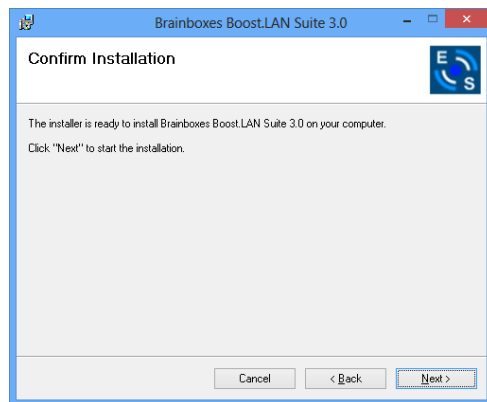 Brainboxes Boost.LAN Suite 3.0
Confirm Installation
E S
The installer is ready to install Brainboxes Boost.LAN Suite 3.0 on your computer.
Click "Next" to start the installation.
Cancel < Back Next >